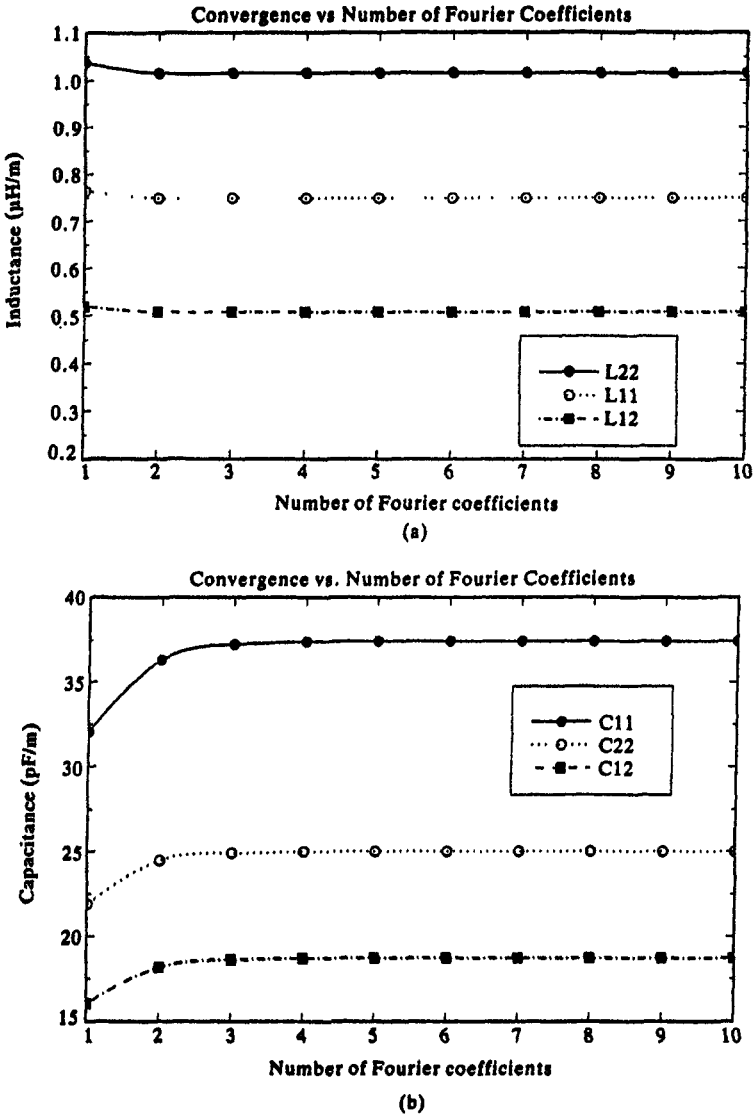 Convergence vs Number of Fourier Coefficients
1.1
1.0
0.9
0.8
0.7
0.6
0.5
0.4
0.3
0.2
Inductance (µH/m)
L22
L11
L12
1 2 3 4 5 6 7 8 9 10
Number of Fourier coefficients
(a)
Convergence vs. Number of Fourier Coefficients
40
35
30
25
20
15
Capacitance (pF/m)
C11
C22
C12
1 2 3 4 5 6 7 8 9 10
Number of Fourier coefficients
(b)